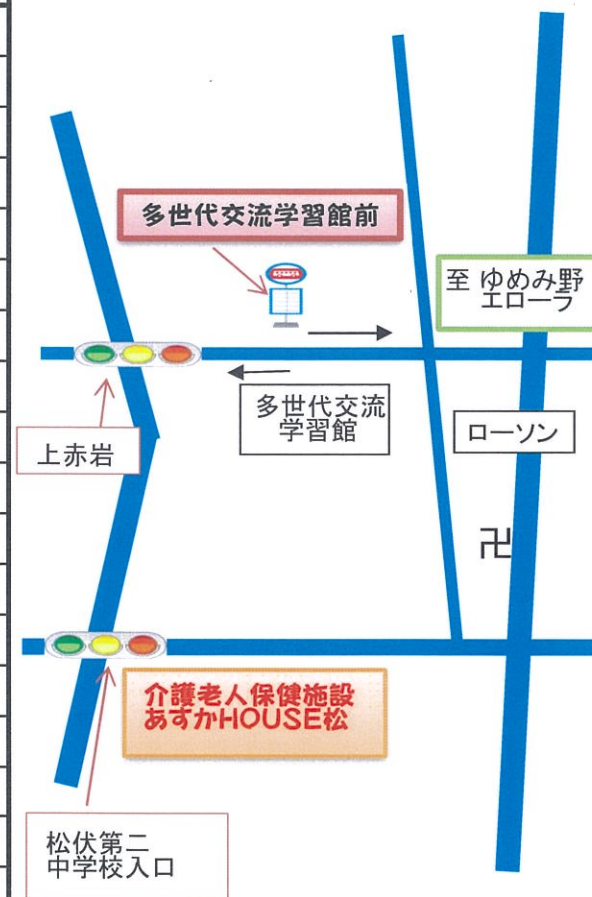 多世代交流学習館前
至 ゆめみ野
エローラ
多世代交流
学習館
ローソン
上赤岩
卍
介護老人保健施設
あすかHOUSE松
松伏第二
中学校入口